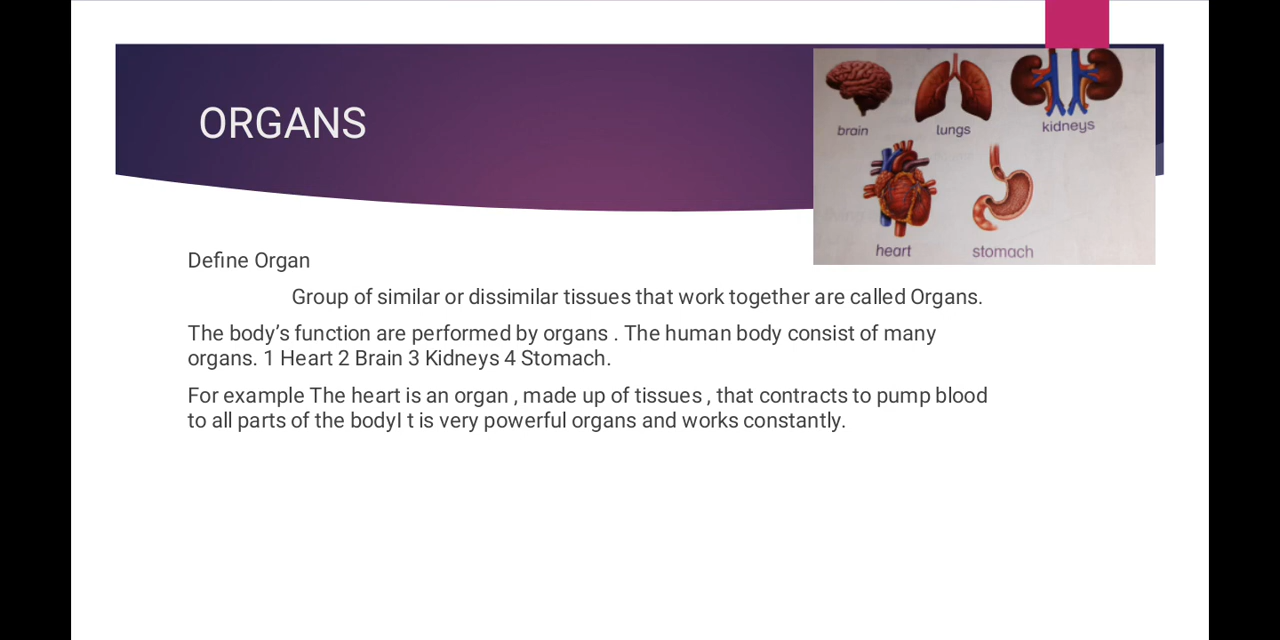 ORGANS
brain
lungs
kidneys
heart
stomach
Define Organ
Group of similar or dissimilar tissues that work together are called Organs.
The body’s function are performed by organs . The human body consist of many
organs. 1 Heart 2 Brain 3 Kidneys 4 Stomach.
For example The heart is an organ , made up of tissues , that contracts to pump blood
to all parts of the bodyI t is very powerful organs and works constantly.